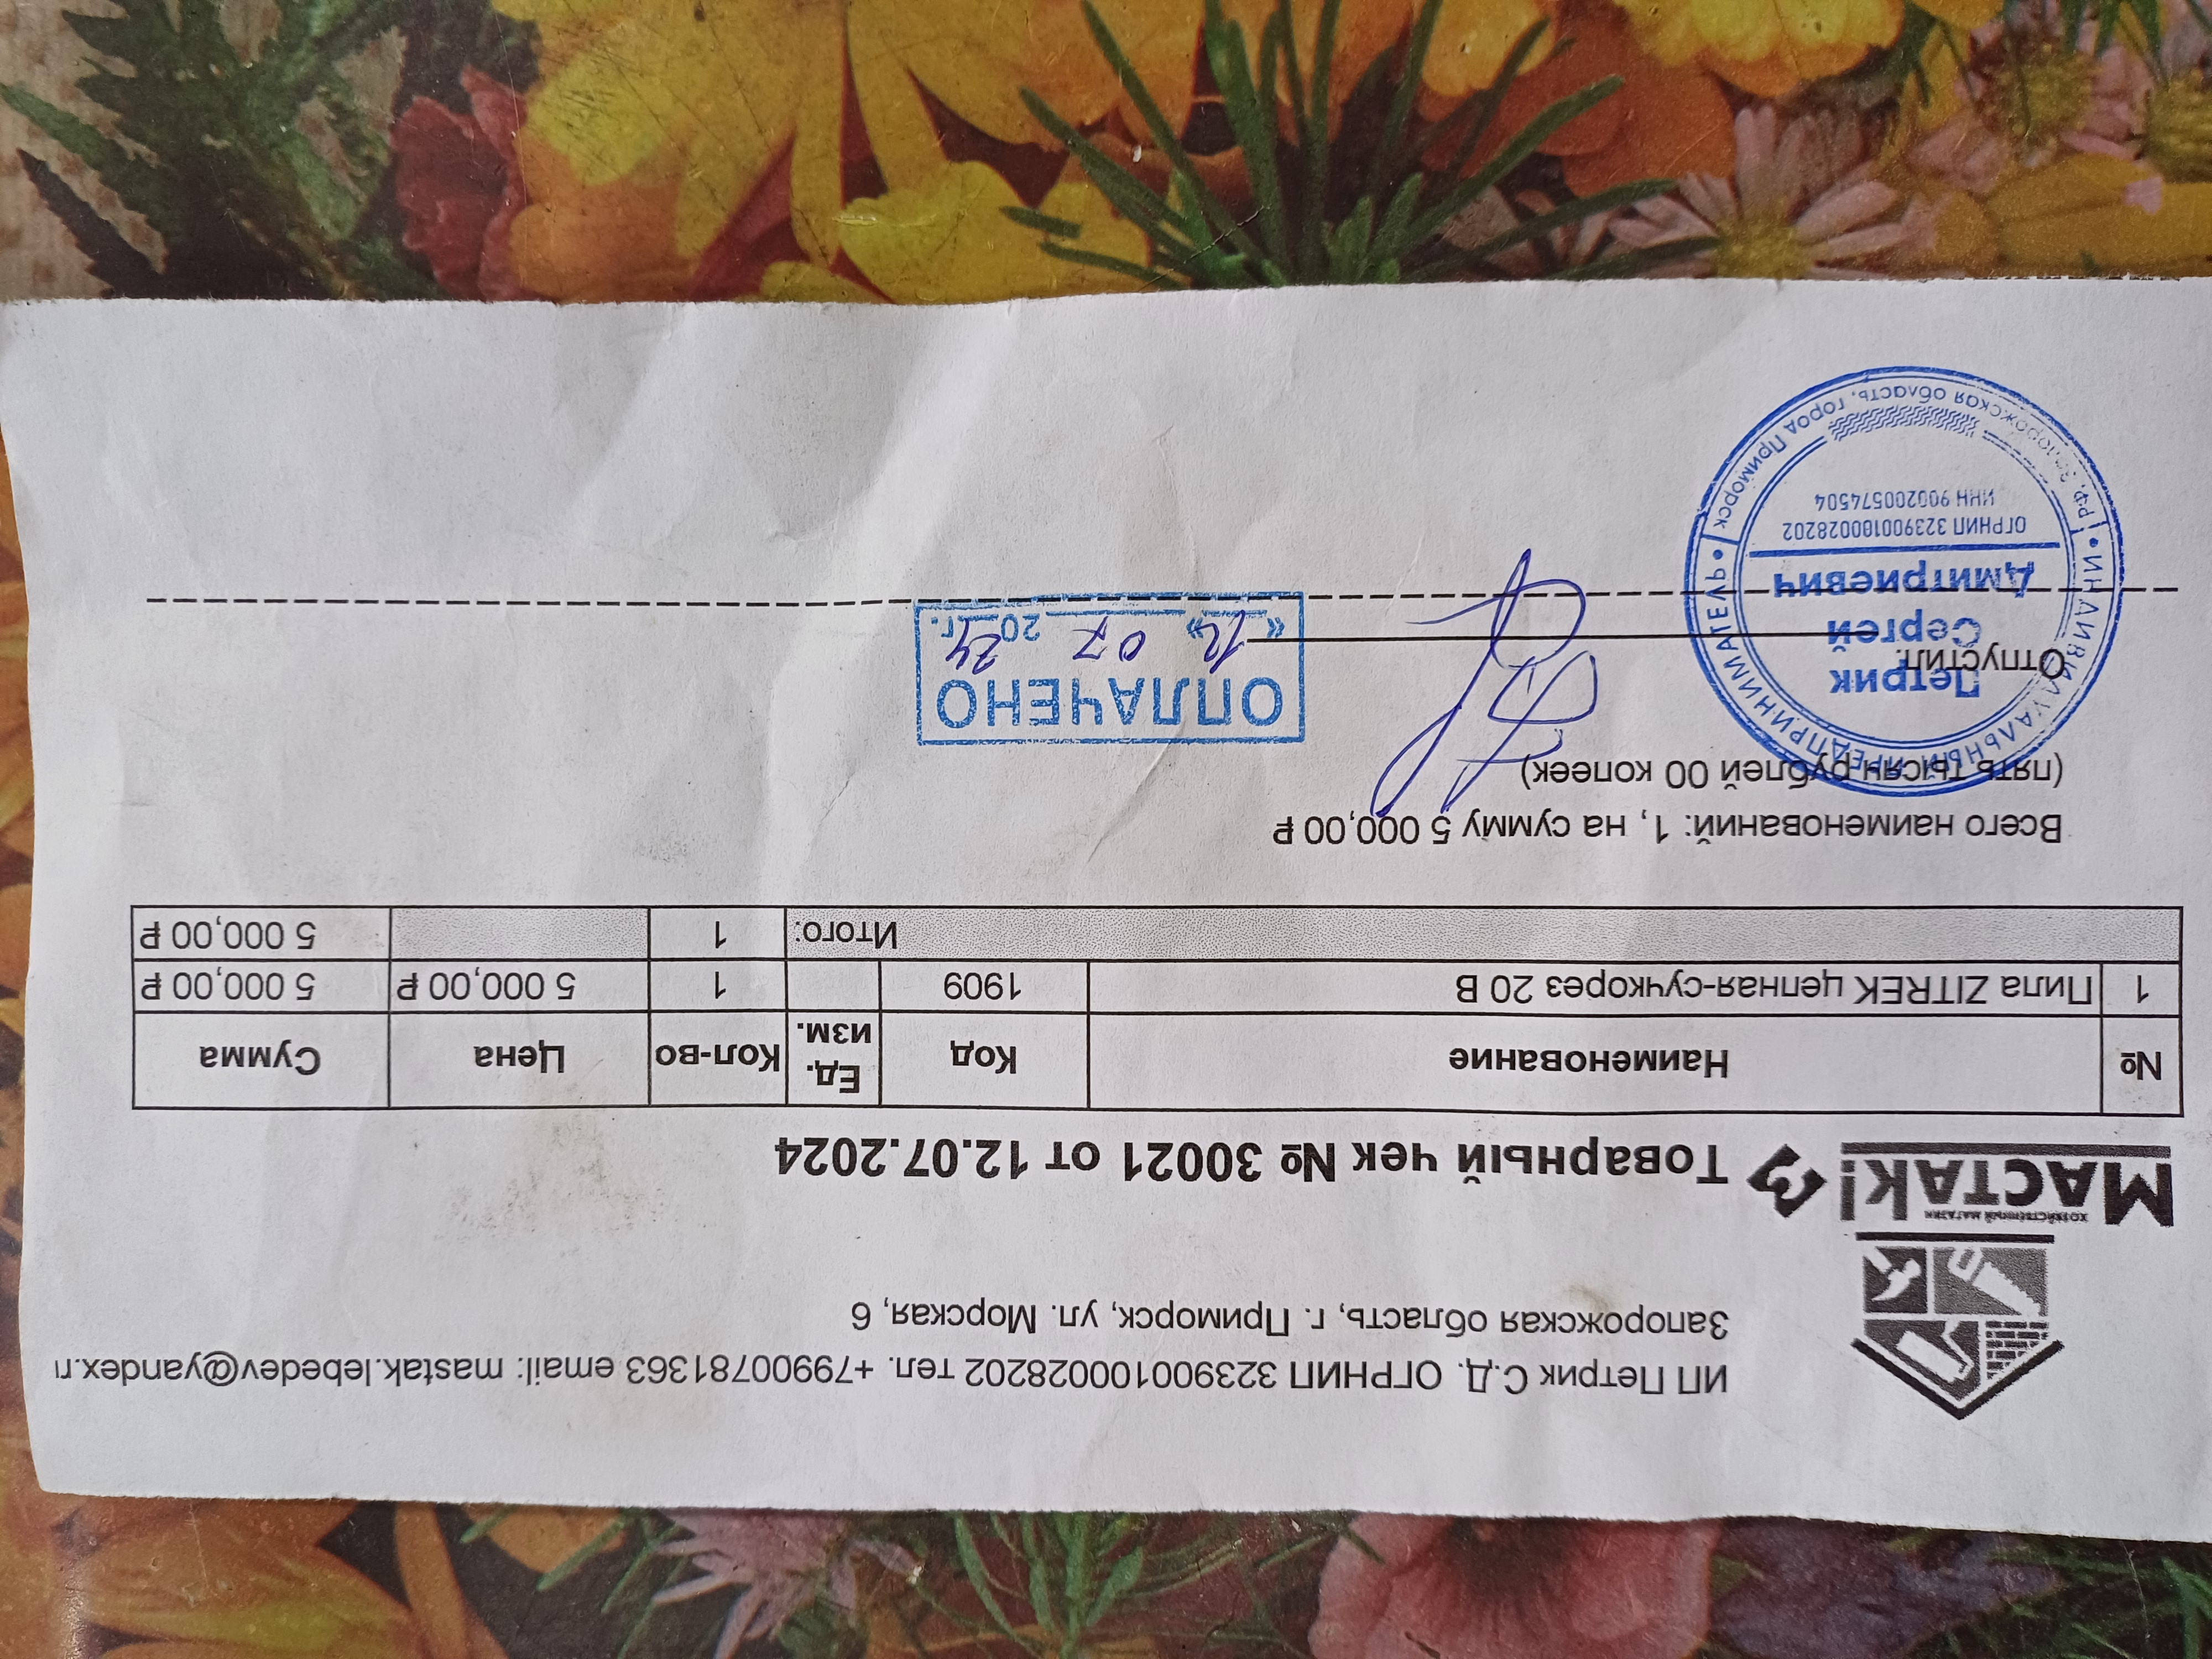 ИП Петрик С.Д. ОГРНИП 323900100028202 тел. +79900781363 email: mastak.lebedev@yandex.r
Запорожская область, г. Приморск, ул. Морская, 6
ХОЗЯЙСТВЕННЫЙ МАГАЗИН
МАСТАК!
Товарный чек № 30021 от 12.07.2024
№ Наименование Код Ед. изм. Кол-во Цена Сумма
1 Пила ZITREK цепная-сучкорез 20 В 1909 1 5 000,00 ₽ 5 000,00 ₽
Итого: 1 5 000,00 ₽
Всего наименований: 1, на сумму 5 000,00 ₽
(пять тысяч рублей 00 копеек)
Отпустил:
ОПЛАЧЕНО
«12» 07 2024г.
• ИНДИВИДУАЛЬНЫЙ ПРЕДПРИНИМАТЕЛЬ •
Петрик
Сергей
Дмитриевич
ОГРНИП 323900100028202
ИНН 900200574504
РФ, Запорожская область, город Приморск